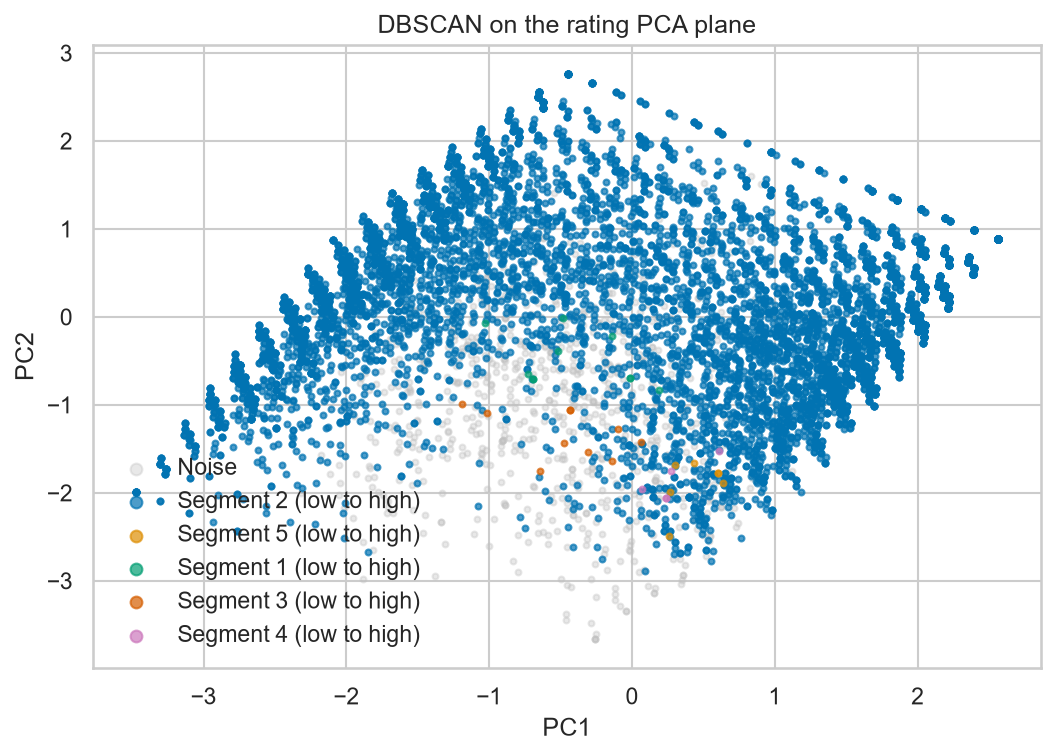 DBSCAN on the rating PCA plane
3
2
1
0
−1
−2
−3
PC2
Noise
Segment 2 (low to high)
Segment 5 (low to high)
Segment 1 (low to high)
Segment 3 (low to high)
Segment 4 (low to high)
−3 −2 −1 0 1 2
PC1